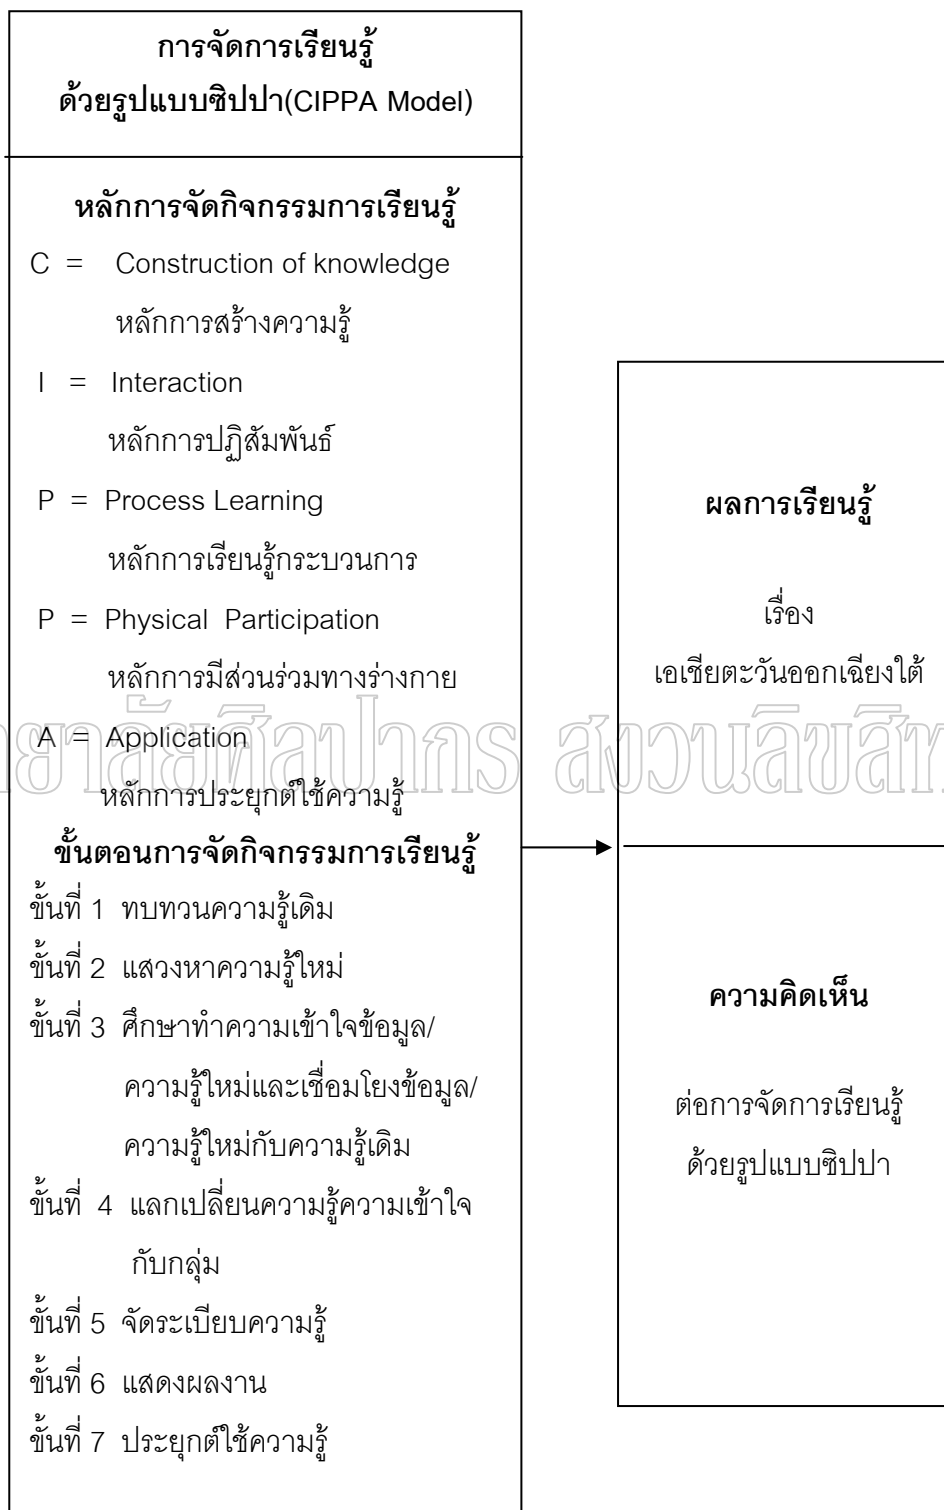 การจัดการเรียนรู้
ด้วยรูปแบบซิปปา(CIPPA Model)
หลักการจัดกิจกรรมการเรียนรู้
C = Construction of knowledge
หลักการสร้างความรู้
I = Interaction
หลักการปฏิสัมพันธ์
P = Process Learning
หลักการเรียนรู้กระบวนการ
P = Physical Participation
หลักการมีส่วนร่วมทางร่างกาย
A = Application
หลักการประยุกต์ใช้ความรู้
ขั้นตอนการจัดกิจกรรมการเรียนรู้
ขั้นที่ 1 ทบทวนความรู้เดิม
ขั้นที่ 2 แสวงหาความรู้ใหม่
ขั้นที่ 3 ศึกษาทำความเข้าใจข้อมูล/
ความรู้ใหม่และเชื่อมโยงข้อมูล/
ความรู้ใหม่กับความรู้เดิม
ขั้นที่ 4 แลกเปลี่ยนความรู้ความเข้าใจ
กับกลุ่ม
ขั้นที่ 5 จัดระเบียบความรู้
ขั้นที่ 6 แสดงผลงาน
ขั้นที่ 7 ประยุกต์ใช้ความรู้
ผลการเรียนรู้
เรื่อง
เอเชียตะวันออกเฉียงใต้
ความคิดเห็น
ต่อการจัดการเรียนรู้
ด้วยรูปแบบซิปปา
ศิลปากร สงวนลิขสิท